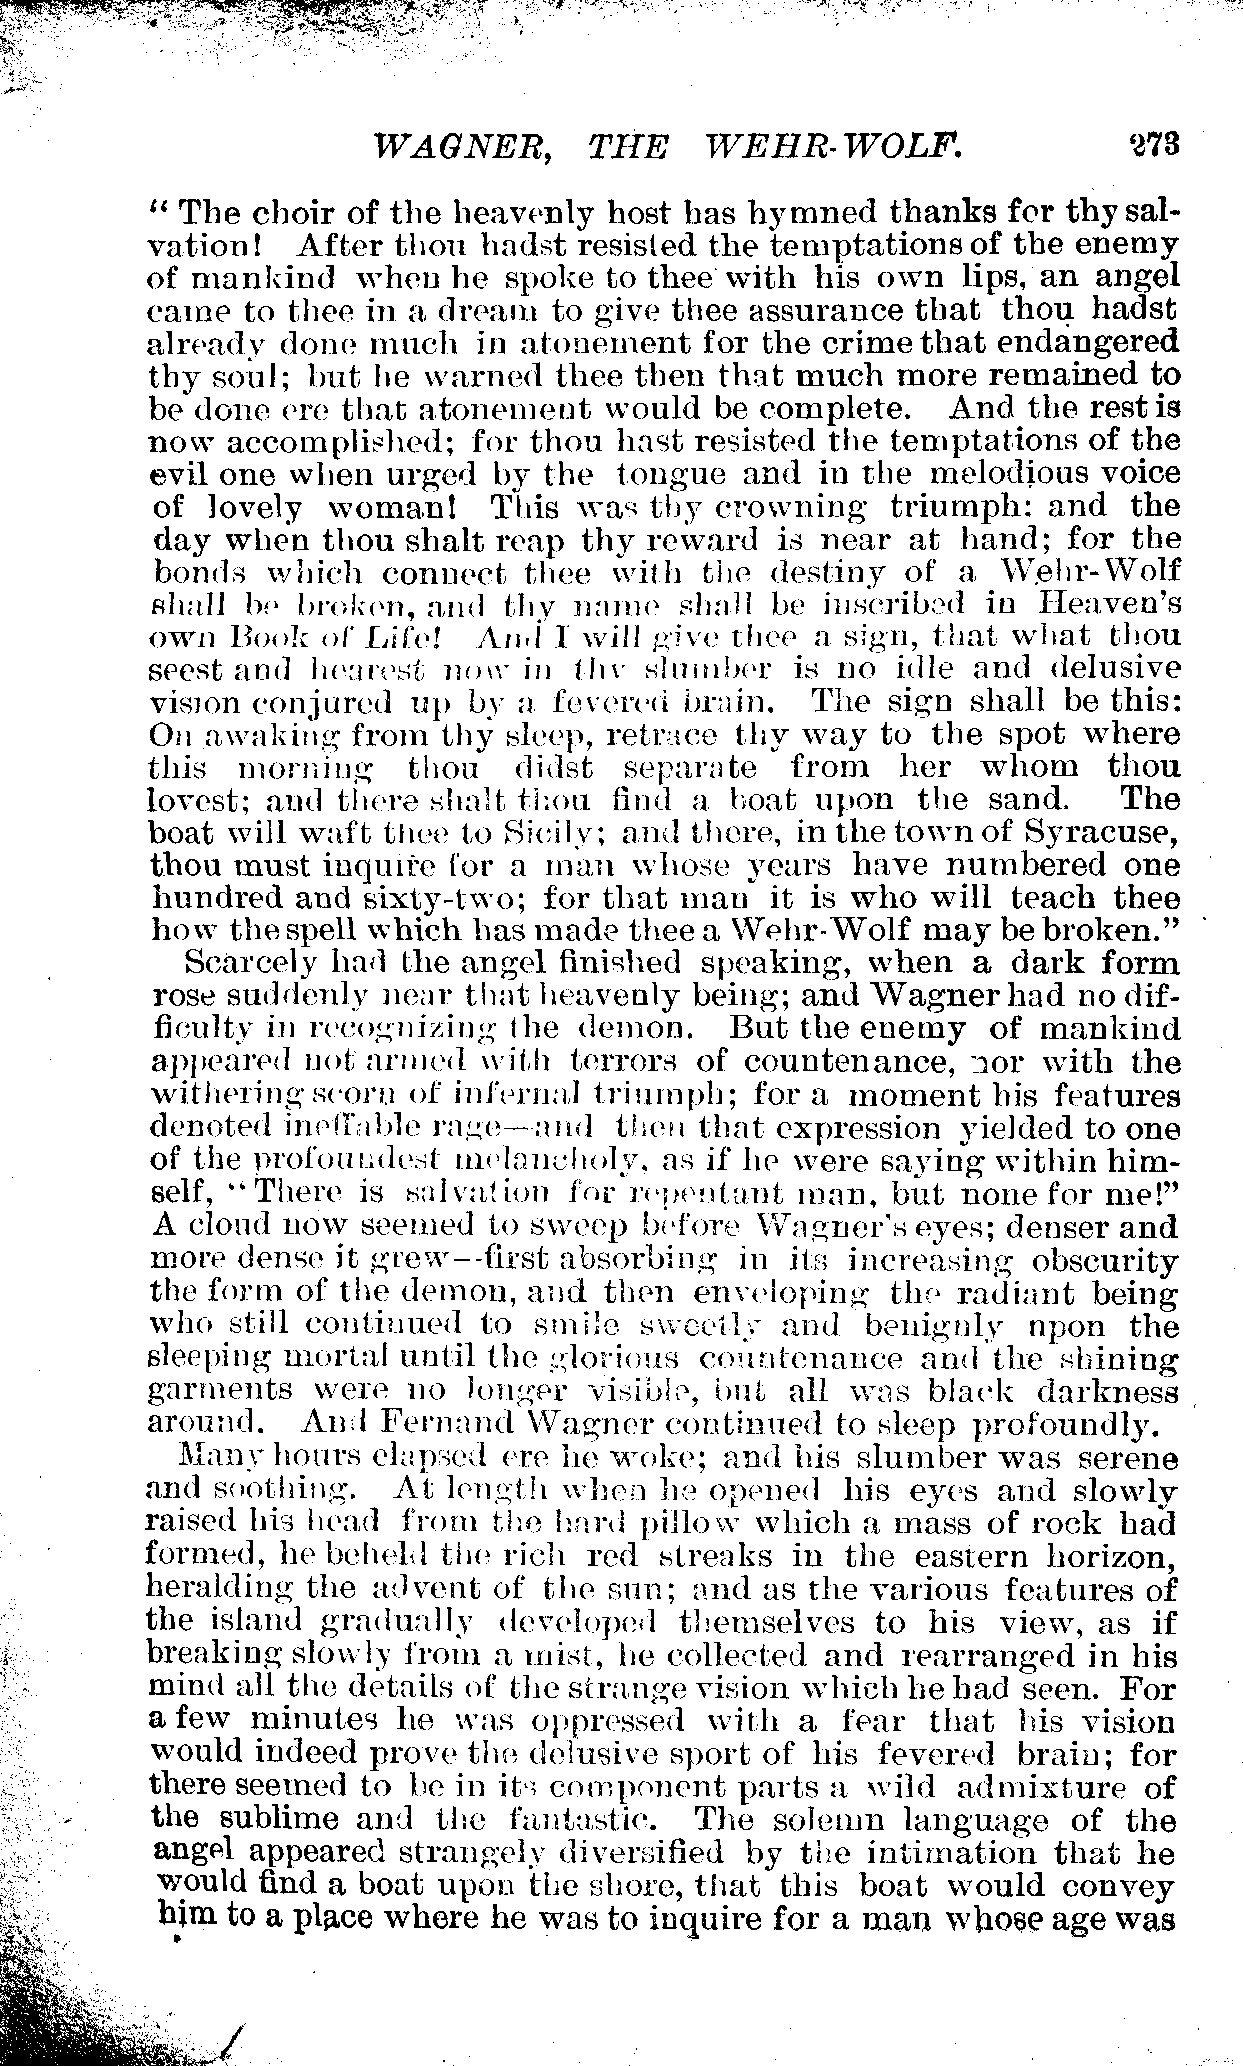 WAGNER, THE WEHR-WOLF. 273
“ The choir of the heavenly host has hymned thanks for thy sal-
vation! After thou hadst resisted the temptations of the enemy
of mankind when he spoke to thee with his own lips, an angel
came to thee in a dream to give thee assurance that thou hadst
already done much in atonement for the crime that endangered
thy soul; but he warned thee then that much more remained to
be done ere that atonement would be complete. And the rest is
now accomplished; for thou hast resisted the temptations of the
evil one when urged by the tongue and in the melodious voice
of lovely woman! This was thy crowning triumph: and the
day when thou shalt reap thy reward is near at hand; for the
bonds which connect thee with the destiny of a Wehr-Wolf
shall be broken, and thy name shall be inscribed in Heaven's
own Book of Life! And I will give thee a sign, that what thou
seest and hearest now in thy slumber is no idle and delusive
vision conjured up by a fevered brain. The sign shall be this:
On awaking from thy sleep, retrace thy way to the spot where
this morning thou didst separate from her whom thou
lovest; and there shalt thou find a boat upon the sand. The
boat will waft thee to Sicily; and there, in the town of Syracuse,
thou must inquire for a man whose years have numbered one
hundred and sixty-two; for that man it is who will teach thee
how the spell which has made thee a Wehr-Wolf may be broken.”
Scarcely had the angel finished speaking, when a dark form
rose suddenly near that heavenly being; and Wagner had no dif-
ficulty in recognizing the demon. But the enemy of mankind
appeared not armed with terrors of countenance, nor with the
withering scorn of infernal triumph; for a moment his features
denoted ineffable rage—and then that expression yielded to one
of the profoundest melancholy, as if he were saying within him-
self, “There is salvation for repentant man, but none for me!”
A cloud now seemed to sweep before Wagner's eyes; denser and
more dense it grew--first absorbing in its increasing obscurity
the form of the demon, and then enveloping the radiant being
who still continued to smile sweetly and benignly upon the
sleeping mortal until the glorious countenance and the shining
garments were no longer visible, but all was black darkness
around. And Fernand Wagner continued to sleep profoundly.
Many hours elapsed ere he woke; and his slumber was serene
and soothing. At length when he opened his eyes and slowly
raised his head from the hard pillow which a mass of rock had
formed, he beheld the rich red streaks in the eastern horizon,
heralding the advent of the sun; and as the various features of
the island gradually developed themselves to his view, as if
breaking slowly from a mist, he collected and rearranged in his
mind all the details of the strange vision which he had seen. For
a few minutes he was oppressed with a fear that his vision
would indeed prove the delusive sport of his fevered brain; for
there seemed to be in its component parts a wild admixture of
the sublime and the fantastic. The solemn language of the
angel appeared strangely diversified by the intimation that he
would find a boat upon the shore, that this boat would convey
him to a place where he was to inquire for a man whose age was